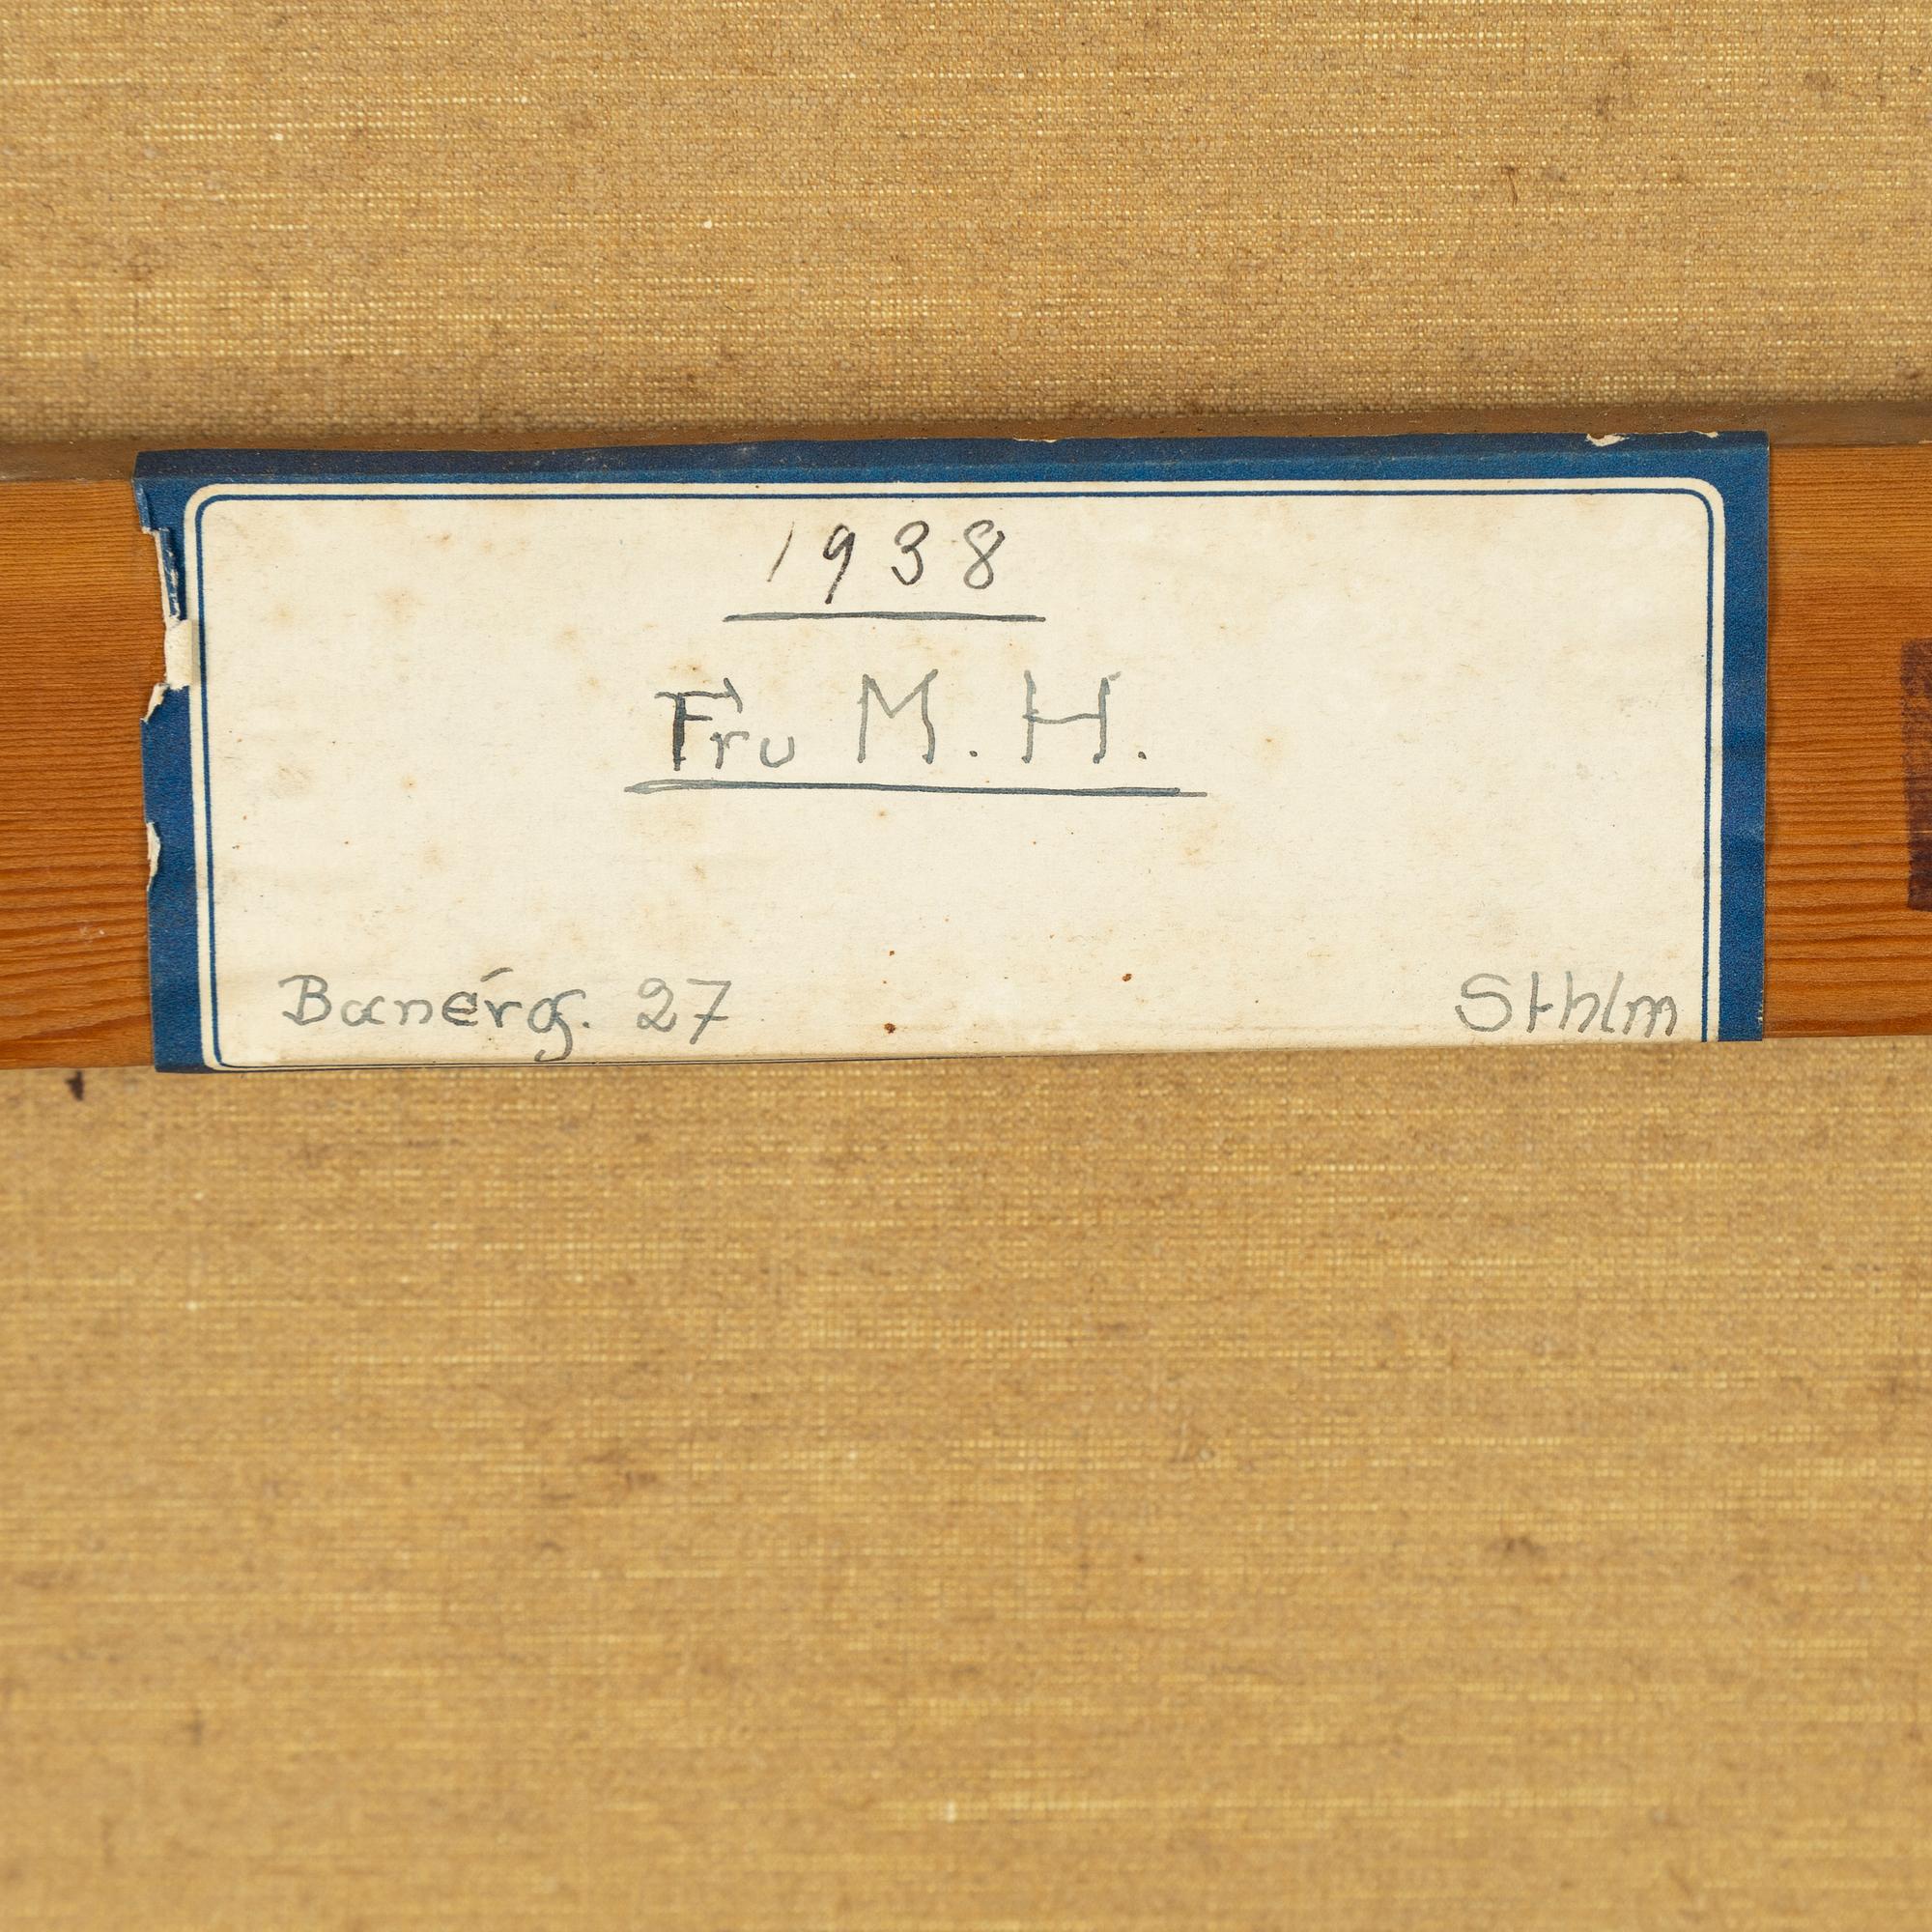 1938
Fru M. H.
Banérg. 27 Sthlm